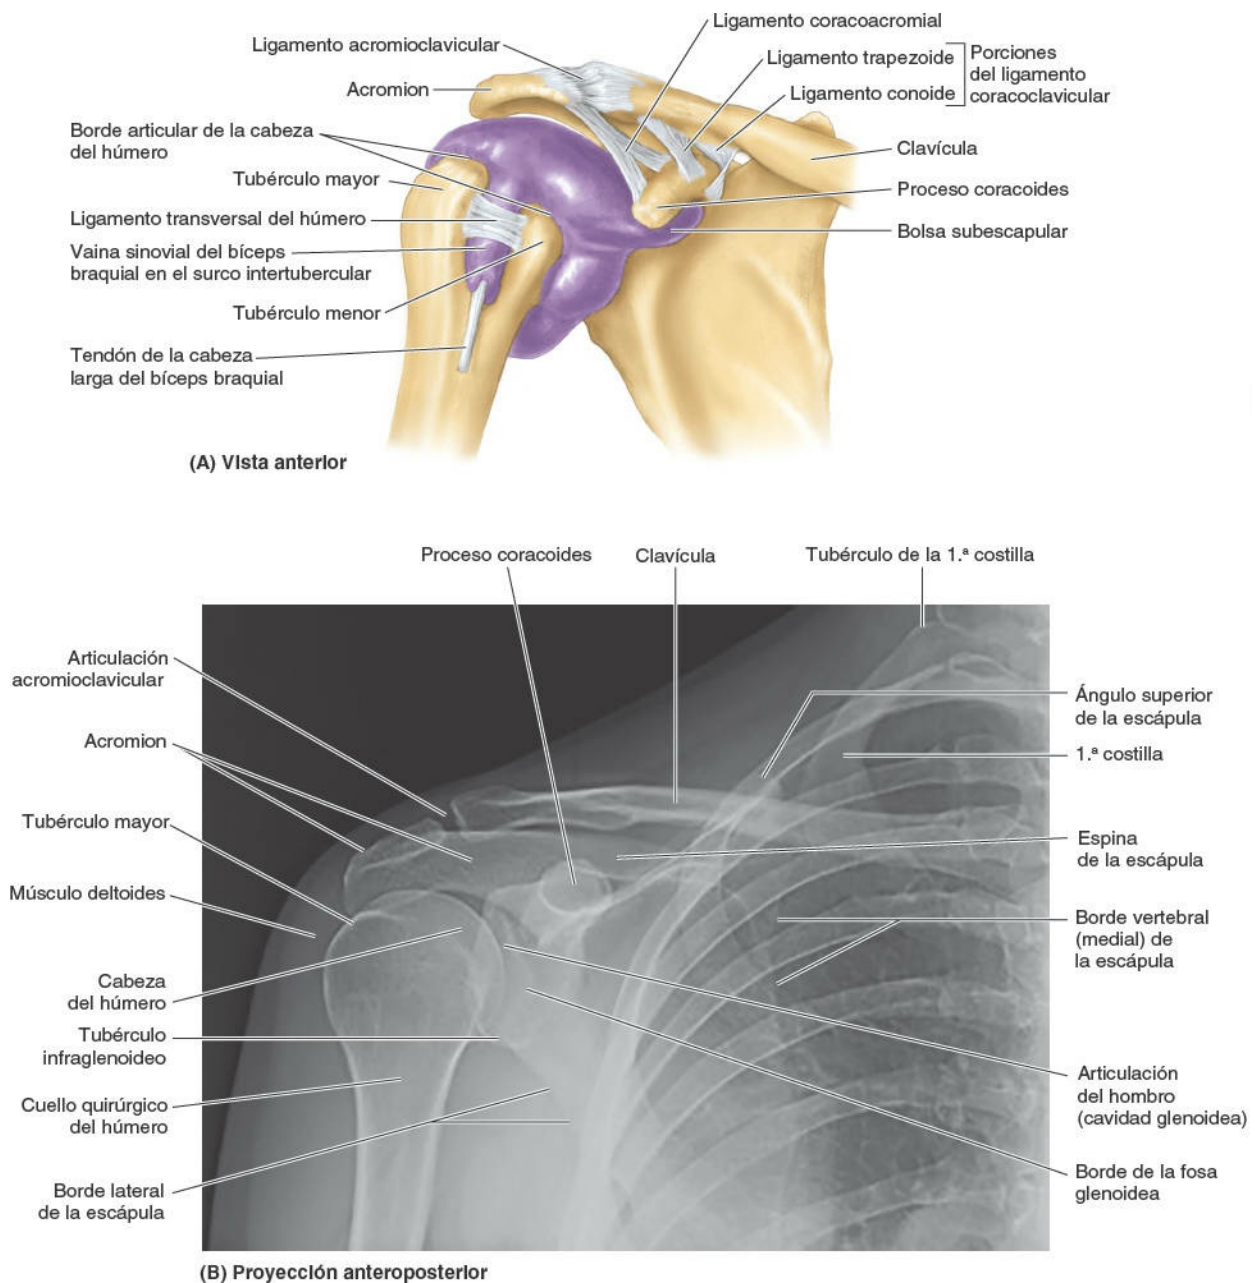 Ligamento coracoacromial
Ligamento acromioclavicular
Ligamento trapezoide
Porciones
del ligamento
coracoclavicular
Acromion
Ligamento conoide
Borde articular de la cabeza
del húmero
Clavícula
Tubérculo mayor
Proceso coracoides
Ligamento transversal del húmero
Bolsa subescapular
Vaina sinovial del bíceps
braquial en el surco intertubercular
Tubérculo menor
Tendón de la cabeza
larga del bíceps braquial
(A) Vista anterior
Proceso coracoides
Clavícula
Tubérculo de la 1.ª costilla
Articulación
acromioclavicular
Ángulo superior
de la escápula
Acromion
1.ª costilla
Tubérculo mayor
Espina
de la escápula
Músculo deltoides
Borde vertebral
(medial) de
la escápula
Cabeza
del húmero
Tubérculo
infraglenoideo
Articulación
del hombro
(cavidad glenoidea)
Cuello quirúrgico
del húmero
Borde de la fosa
glenoidea
Borde lateral
de la escápula
(B) Proyección anteroposterior